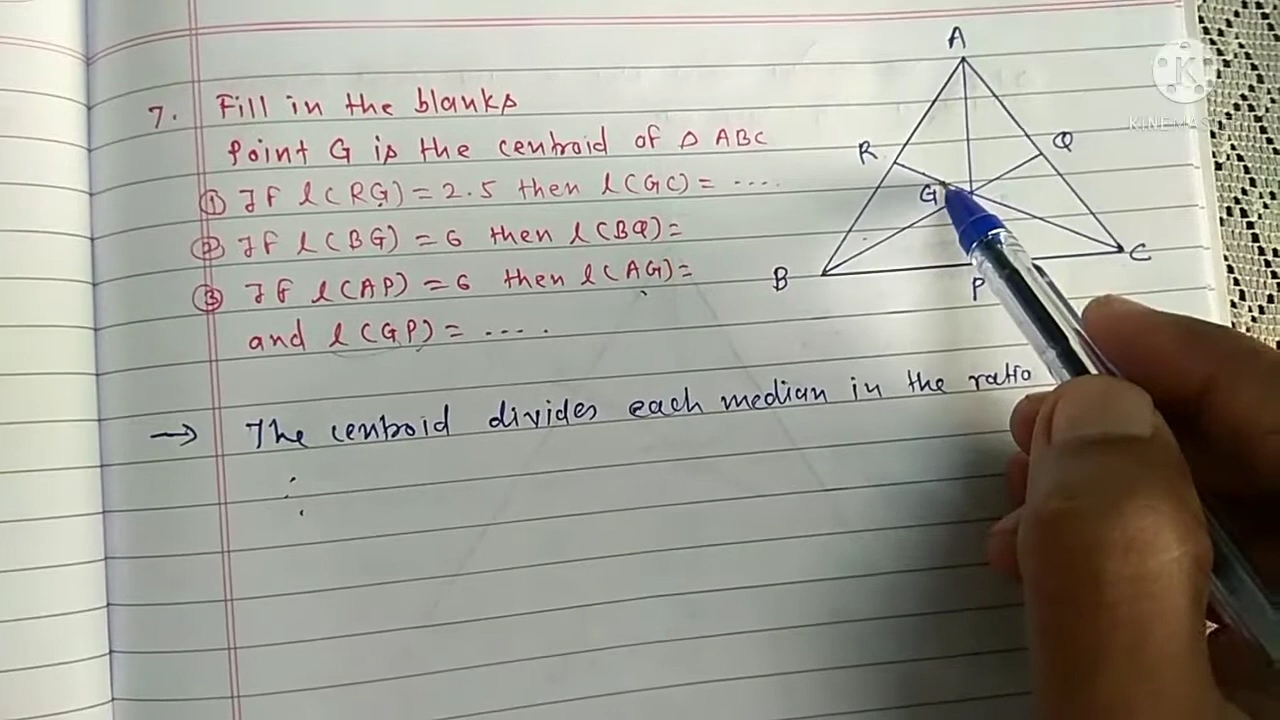 7. Fill in the blanks
Point G is the centroid of Δ ABC
① If l(RG) = 2.5 then l(GC) = ....
② If l(BG) = 6 then l(BQ) =
③ If l(AP) = 6 then l(AG) =
and l(GP) = ....
→ The centroid divides each median in the ratio
A
R
Q
G
B
C
P
K
KINEMAS